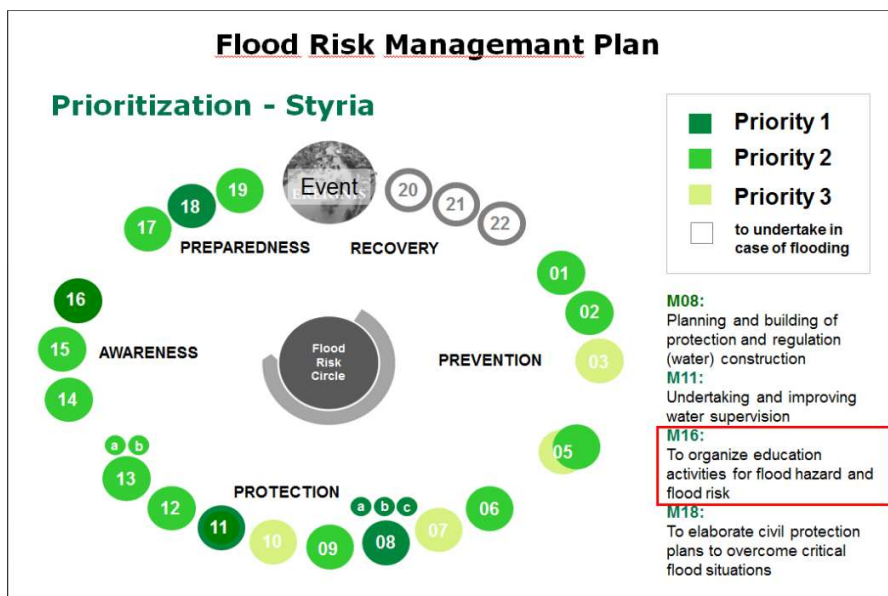 Flood Risk Managemant Plan
Prioritization - Styria
Priority 1
Priority 2
Priority 3
to undertake in
case of flooding
Event
17
18
19
20
21
22
PREPAREDNESS
RECOVERY
01
02
03
PREVENTION
16
15
14
AWARENESS
Flood
Risk
Circle
05
06
07
a b c
08
09
10
11
12
a b
13
PROTECTION
M08:
Planning and building of
protection and regulation
(water) construction
M11:
Undertaking and improving
water supervision
M16:
To organize education
activities for flood hazard and
flood risk
M18:
To elaborate civil protection
plans to overcome critical
flood situations